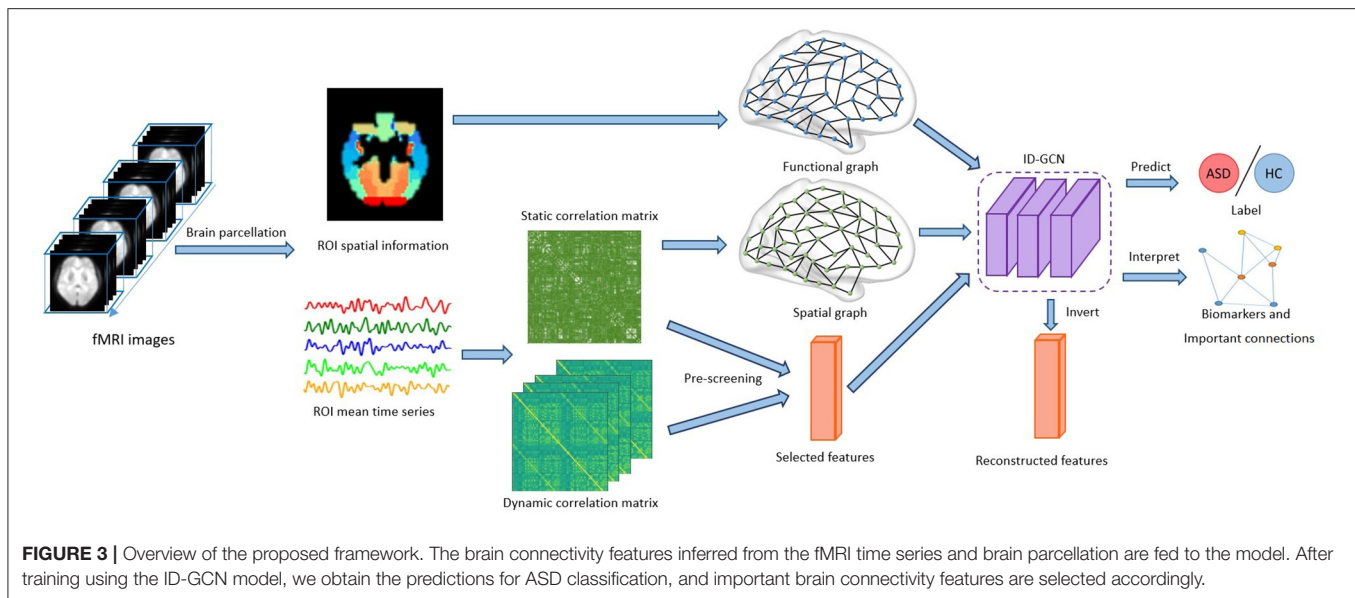 fMRI images
Brain parcellation
ROI spatial information
ROI mean time series
Static correlation matrix
Dynamic correlation matrix
Functional graph
Spatial graph
Pre-screening
Selected features
ID-GCN
Predict
ASD / HC
Label
Interpret
Biomarkers and
Important connections
Invert
Reconstructed features
FIGURE 3 | Overview of the proposed framework. The brain connectivity features inferred from the fMRI time series and brain parcellation are fed to the model. After
training using the ID-GCN model, we obtain the predictions for ASD classification, and important brain connectivity features are selected accordingly.